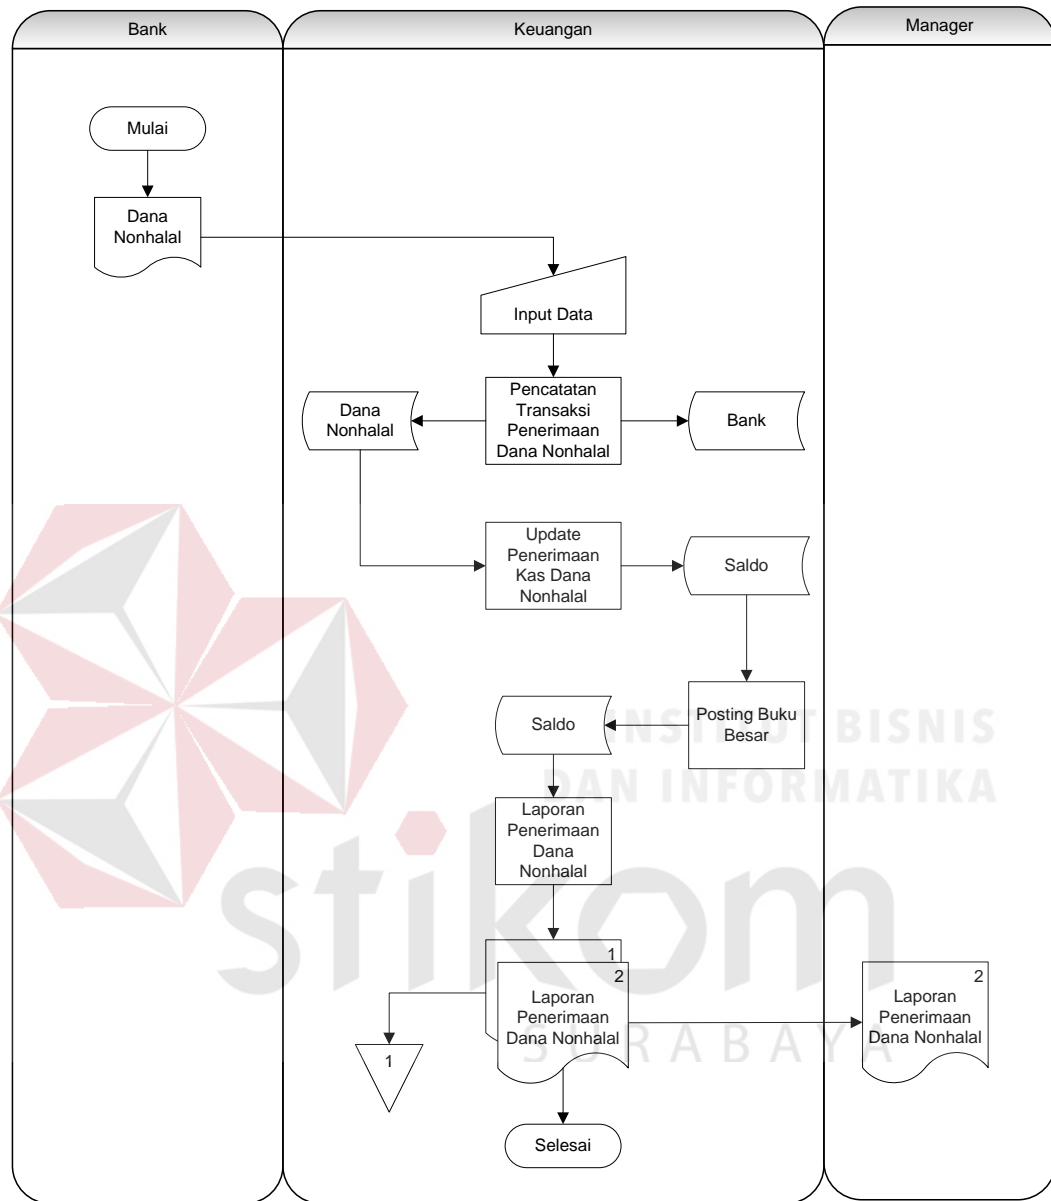 Bank
Keuangan
Manager
Mulai
Dana
Nonhalal
Input Data
Dana
Nonhalal
Pencatatan
Transaksi
Penerimaan
Dana Nonhalal
Bank
Update
Penerimaan
Kas Dana
Nonhalal
Saldo
Posting Buku
Besar
Saldo
INSTITUT BISNIS
DAN INFORMATIKA
Laporan
Penerimaan
Dana
Nonhalal
stikom
SURABAYA
1
2
Laporan
Penerimaan
Dana Nonhalal
2
Laporan
Penerimaan
Dana Nonhalal
1
Selesai